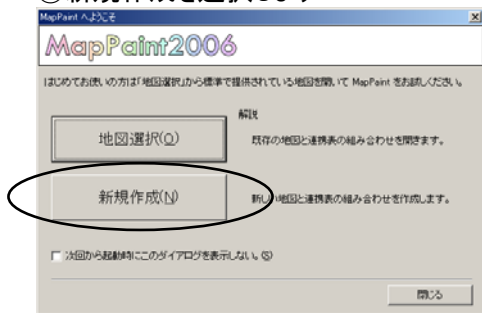 MapPaint へようこそ
MapPaint2006
はじめてお使いの方は「地図選択」から標準で提供されている地図を開いて MapPaint をお試しください。
解説
地図選択(O)
既存の地図と連携表の組み合わせを開きます。
新規作成(N)
新しい地図と連携表の組み合わせを作成します。
次回から起動時にこのダイアログを表示しない。(S)
閉じる